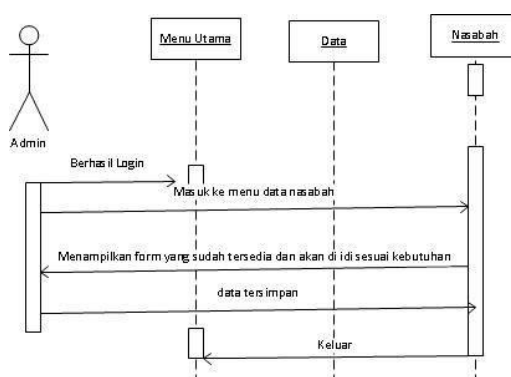 Menu Utama
Data
Nasabah
Admin
Berhasil Login
Masuk ke menu data nasabah
Menampilkan form yang sudah tersedia dan akan di idi sesuai kebutuhan
data tersimpan
Keluar